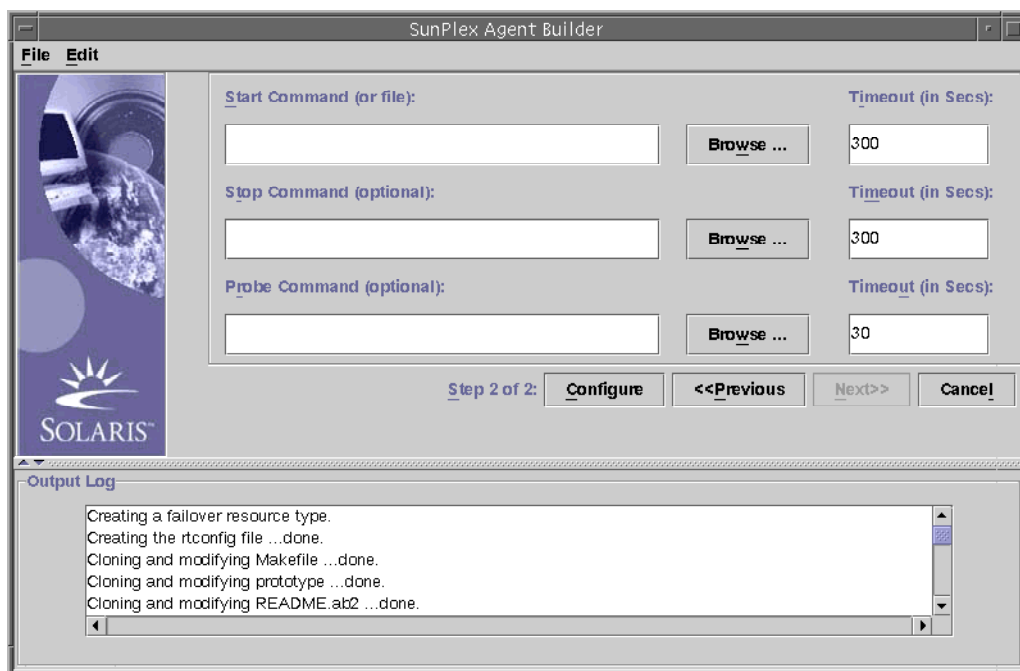 SunPlex Agent Builder
File Edit
Start Command (or file): Timeout (in Secs):
Browse ... 300
Stop Command (optional): Timeout (in Secs):
Browse ... 300
Probe Command (optional): Timeout (in Secs):
Browse ... 30
Step 2 of 2: Configure <<Previous Next>> Cancel
SOLARIS™
Output Log
Creating a failover resource type.
Creating the rtconfig file ...done.
Cloning and modifying Makefile ...done.
Cloning and modifying prototype ...done.
Cloning and modifying README.ab2 ...done.